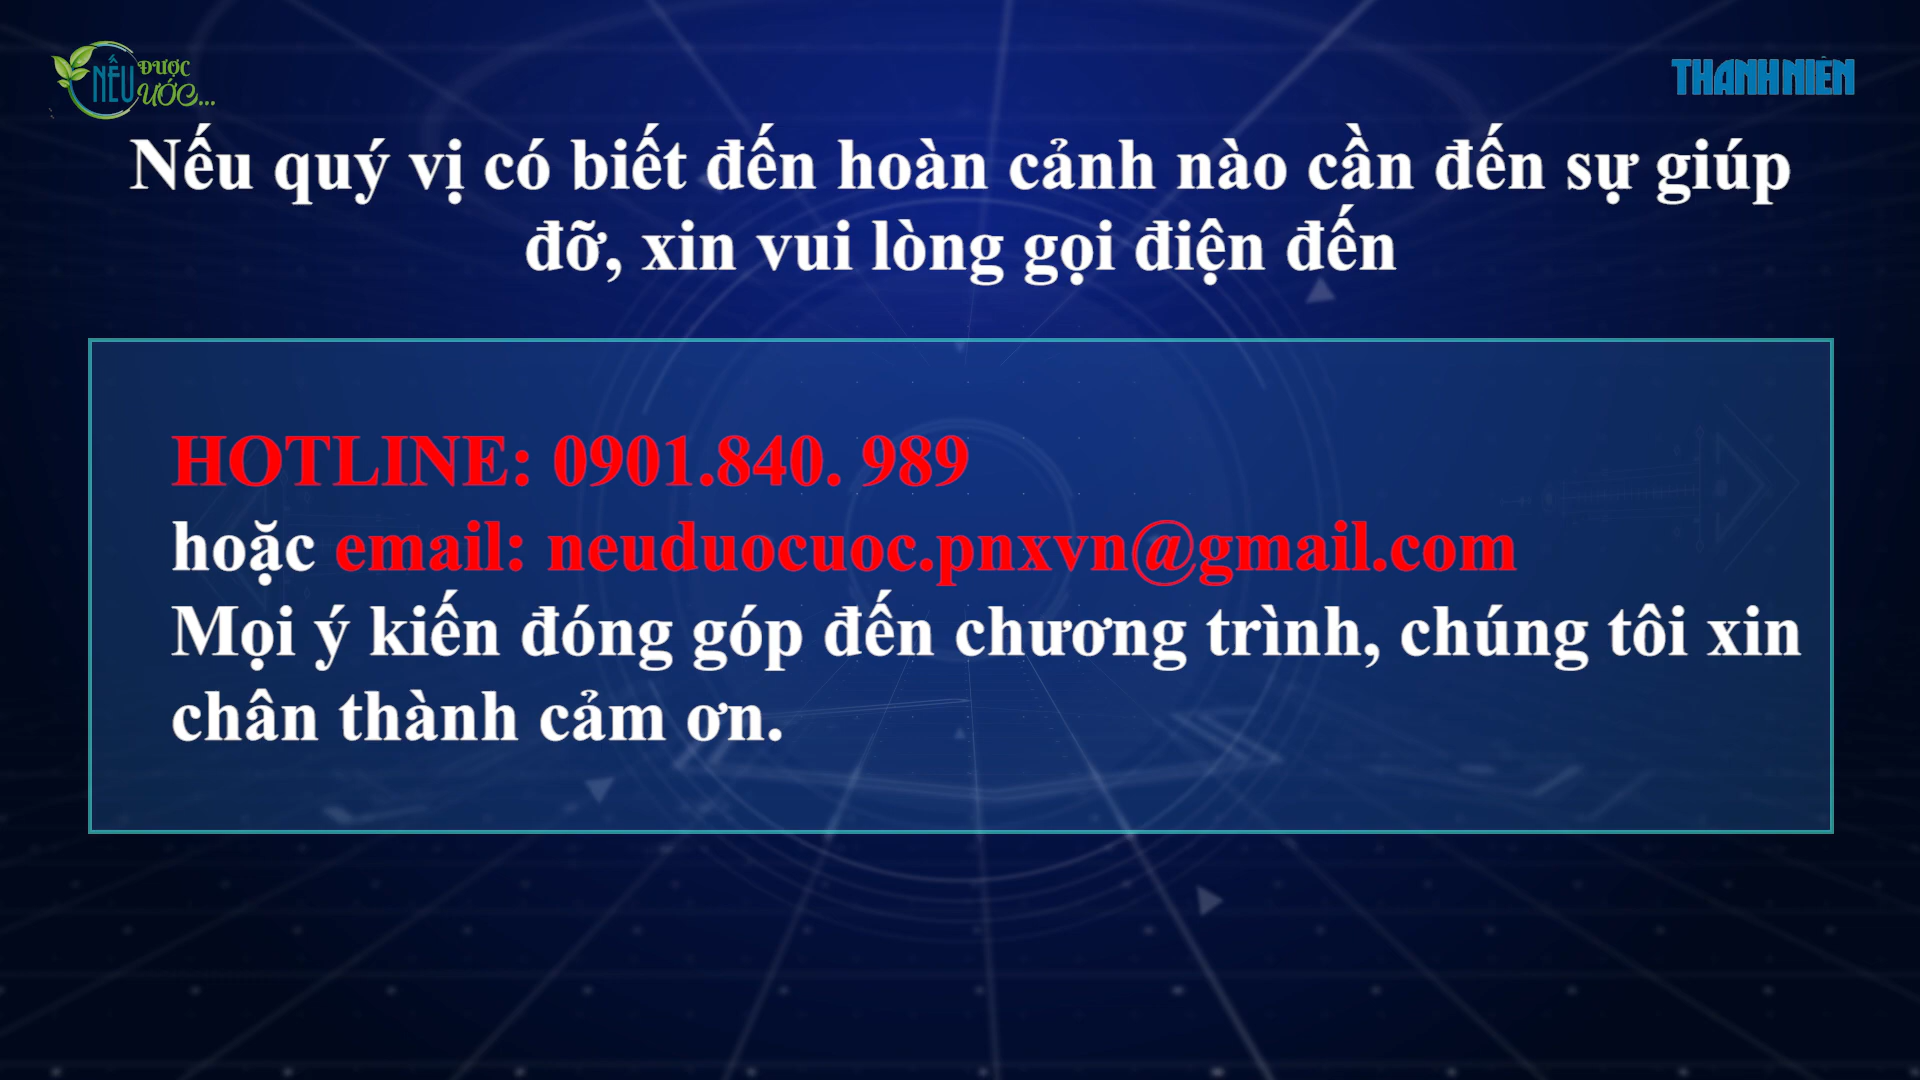 NẾU ĐƯỢC
ƯỚC...
THANHNIÊN
Nếu quý vị có biết đến hoàn cảnh nào cần đến sự giúp
đỡ, xin vui lòng gọi điện đến
HOTLINE: 0901.840. 989
hoặc email: neuduocuoc.pnxvn@gmail.com
Mọi ý kiến đóng góp đến chương trình, chúng tôi xin
chân thành cảm ơn.